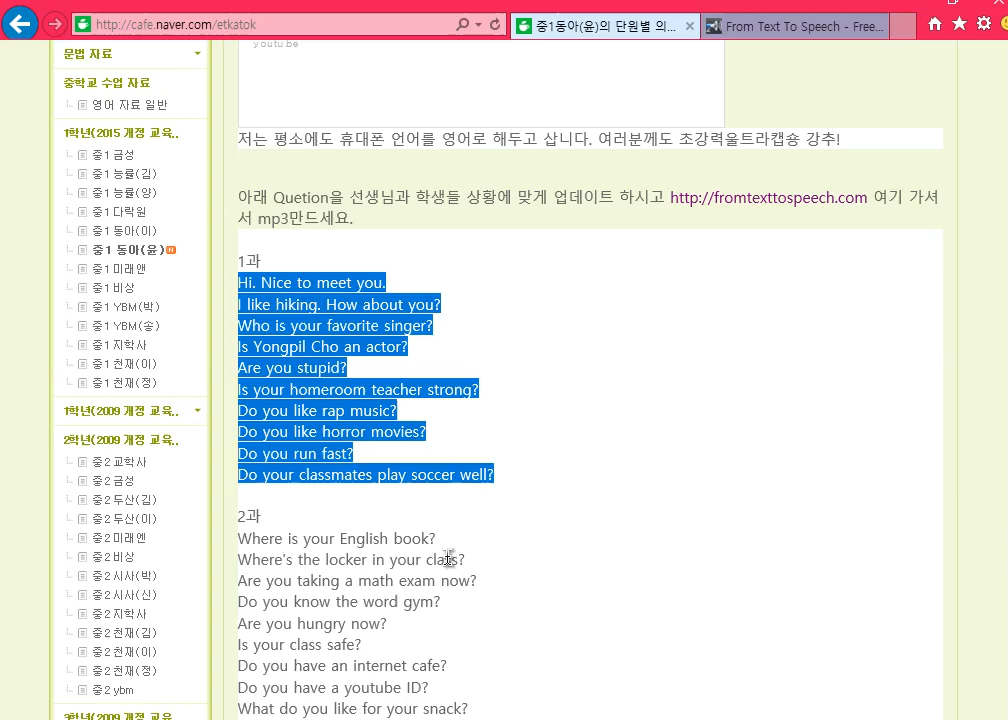 http://cafe.naver.com/etkatok
중1동아(윤)의 단원별 의...
From Text To Speech - Free...
문법 자료
중학교 수업 자료
영어 자료 일반
1학년(2015 개정 교육..
중1 금성
중1 능률(김)
중1 능률(양)
중1 다락원
중1 동아(이)
중1 동아(윤)
중1 미래앤
중1 비상
중1 YBM(박)
중1 YBM(송)
중1 지학사
중1 천재(이)
중1 천재(정)
1학년(2009 개정 교육..
2학년(2009 개정 교육..
중2 교학사
중2 금성
중2 두산(김)
중2 두산(이)
중2 미래엔
중2 비상
중2 시사(박)
중2 시사(신)
중2 지학사
중2 천재(김)
중2 천재(이)
중2 천재(정)
중2 ybm
3학년(2009 개정 교육
youtube
저는 평소에도 휴대폰 언어를 영어로 해두고 삽니다. 여러분께도 초강력울트라캡숑 강추!
아래 Quetion을 선생님과 학생들 상황에 맞게 업데이트 하시고 http://fromtexttospeech.com 여기 가셔
서 mp3만드세요.
1과
Hi. Nice to meet you.
I like hiking. How about you?
Who is your favorite singer?
Is Yongpil Cho an actor?
Are you stupid?
Is your homeroom teacher strong?
Do you like rap music?
Do you like horror movies?
Do you run fast?
Do your classmates play soccer well?
2과
Where is your English book?
Where's the locker in your class?
Are you taking a math exam now?
Do you know the word gym?
Are you hungry now?
Is your class safe?
Do you have an internet cafe?
Do you have a youtube ID?
What do you like for your snack?